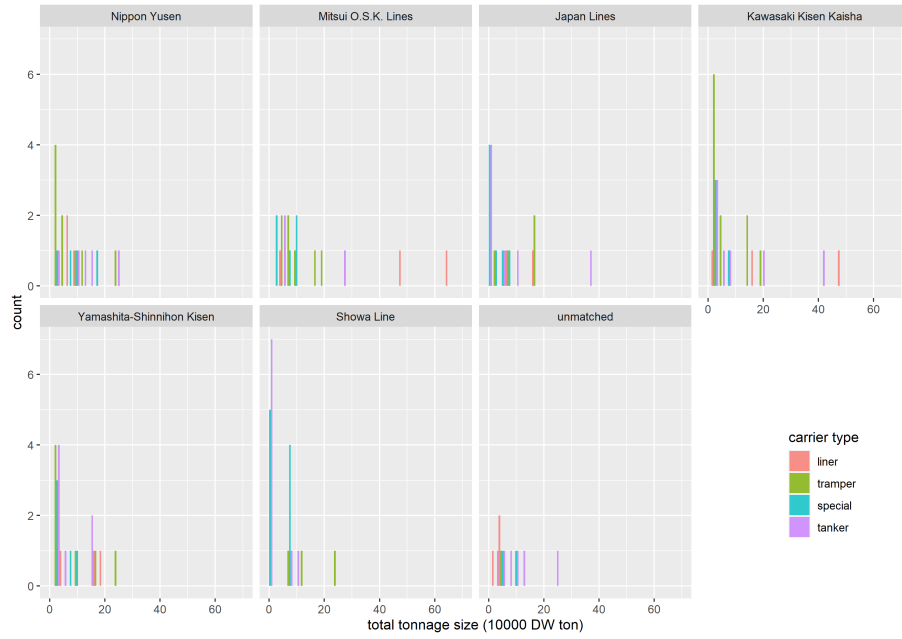 Nippon Yusen
Mitsui O.S.K. Lines
Japan Lines
Kawasaki Kisen Kaisha
6
4
2
0
0
20
40
60
Yamashita-Shinnihon Kisen
Showa Line
unmatched
6
4
2
0
0
20
40
60
0
20
40
60
0
20
40
60
count
total tonnage size (10000 DW ton)
carrier type
liner
tramper
special
tanker